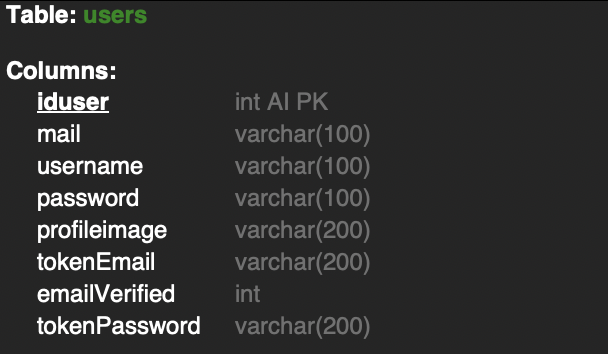 Table: users
Columns:
iduser int AI PK
mail varchar(100)
username varchar(100)
password varchar(100)
profileimage varchar(200)
tokenEmail varchar(200)
emailVerified int
tokenPassword varchar(200)